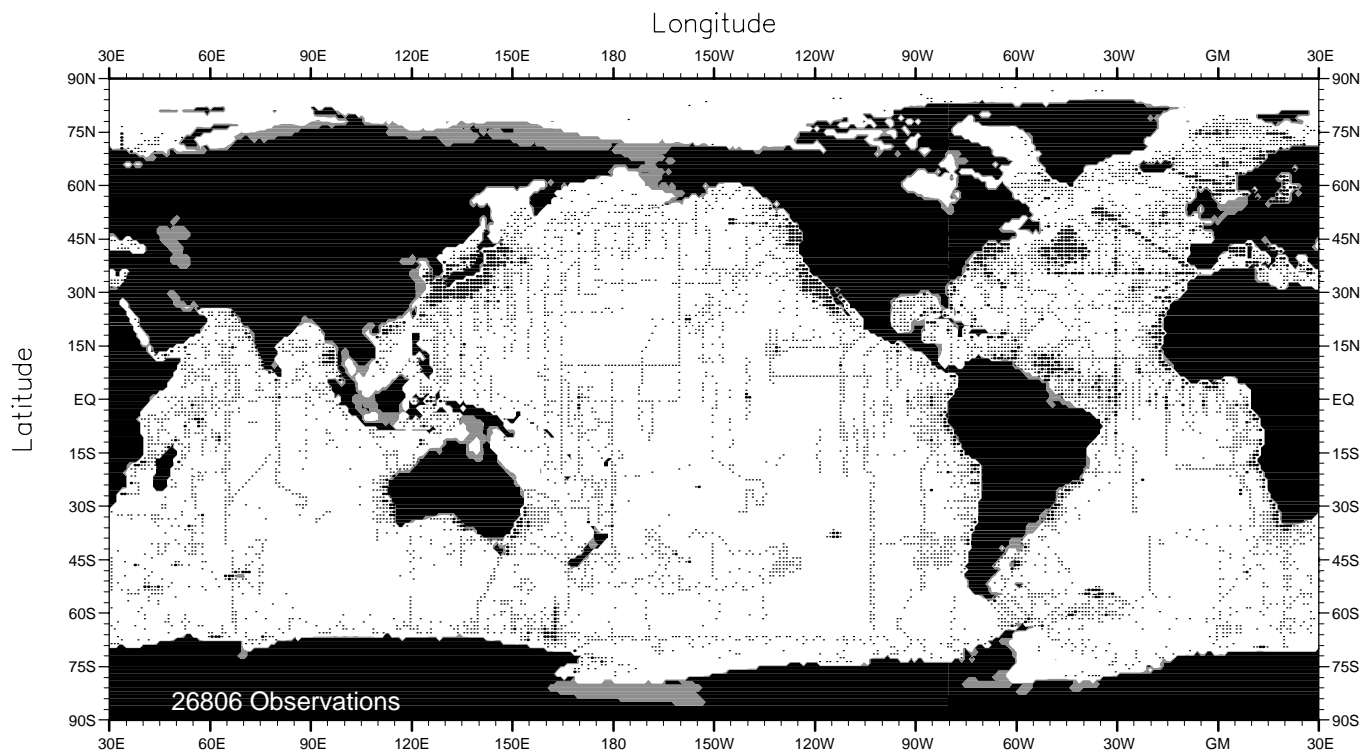 Longitude
30E 60E 90E 120E 150E 180 150W 120W 90W 60W 30W GM 30E
90N 90N
75N 75N
60N 60N
45N 45N
30N 30N
15N 15N
Latitude
EQ EQ
15S 15S
30S 30S
45S 45S
60S 60S
75S 75S
26806 Observations
90S 90S
30E 60E 90E 120E 150E 180 150W 120W 90W 60W 30W GM 30E